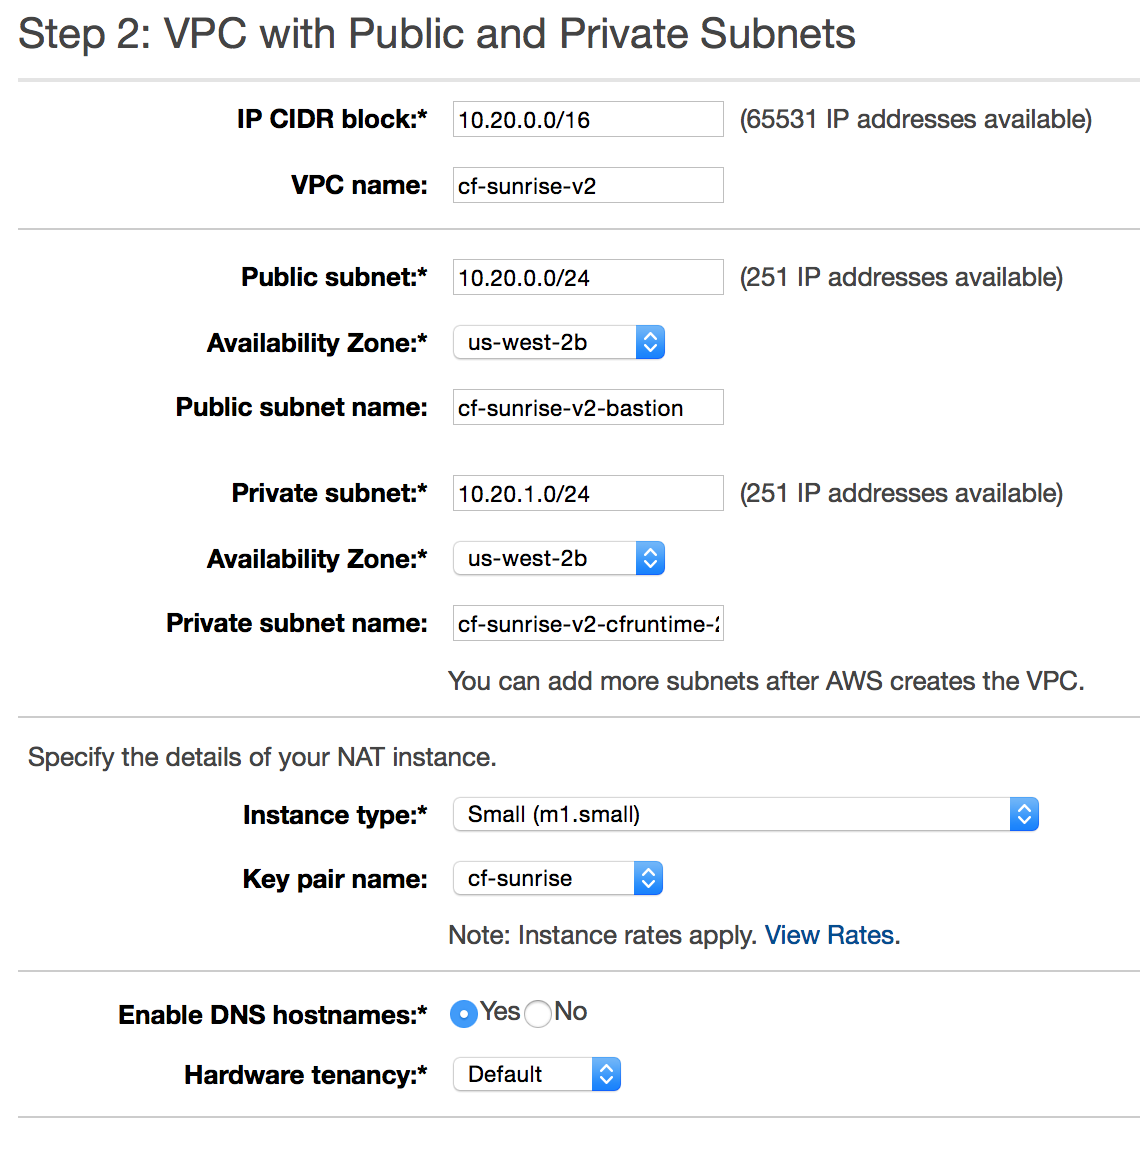 Step 2: VPC with Public and Private Subnets
IP CIDR block:* 10.20.0.0/16 (65531 IP addresses available)
VPC name: cf-sunrise-v2
Public subnet:* 10.20.0.0/24 (251 IP addresses available)
Availability Zone:* us-west-2b
Public subnet name: cf-sunrise-v2-bastion
Private subnet:* 10.20.1.0/24 (251 IP addresses available)
Availability Zone:* us-west-2b
Private subnet name: cf-sunrise-v2-cfruntime-
You can add more subnets after AWS creates the VPC.
Specify the details of your NAT instance.
Instance type:* Small (m1.small)
Key pair name: cf-sunrise
Note: Instance rates apply. View Rates.
Enable DNS hostnames:* Yes No
Hardware tenancy:* Default